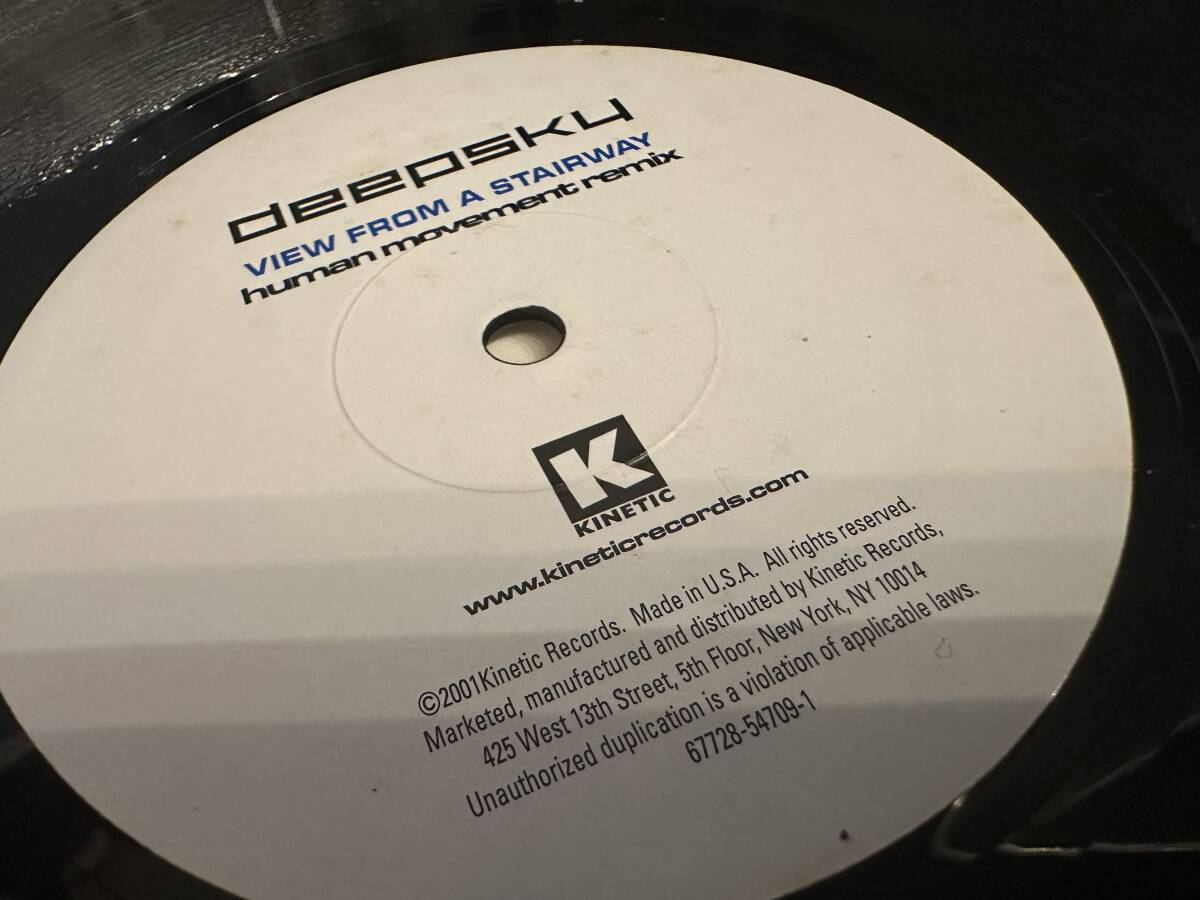 deepsky
VIEW FROM A STAIRWAY
human movement remix
K
KINETIC
www.kineticrecords.com
©2001Kinetic Records. Made in U.S.A. All rights reserved.
Marketed, manufactured and distributed by Kinetic Records,
425 West 13th Street, 5th Floor, New York, NY 10014
Unauthorized duplication is a violation of applicable laws.
67728-54709-1